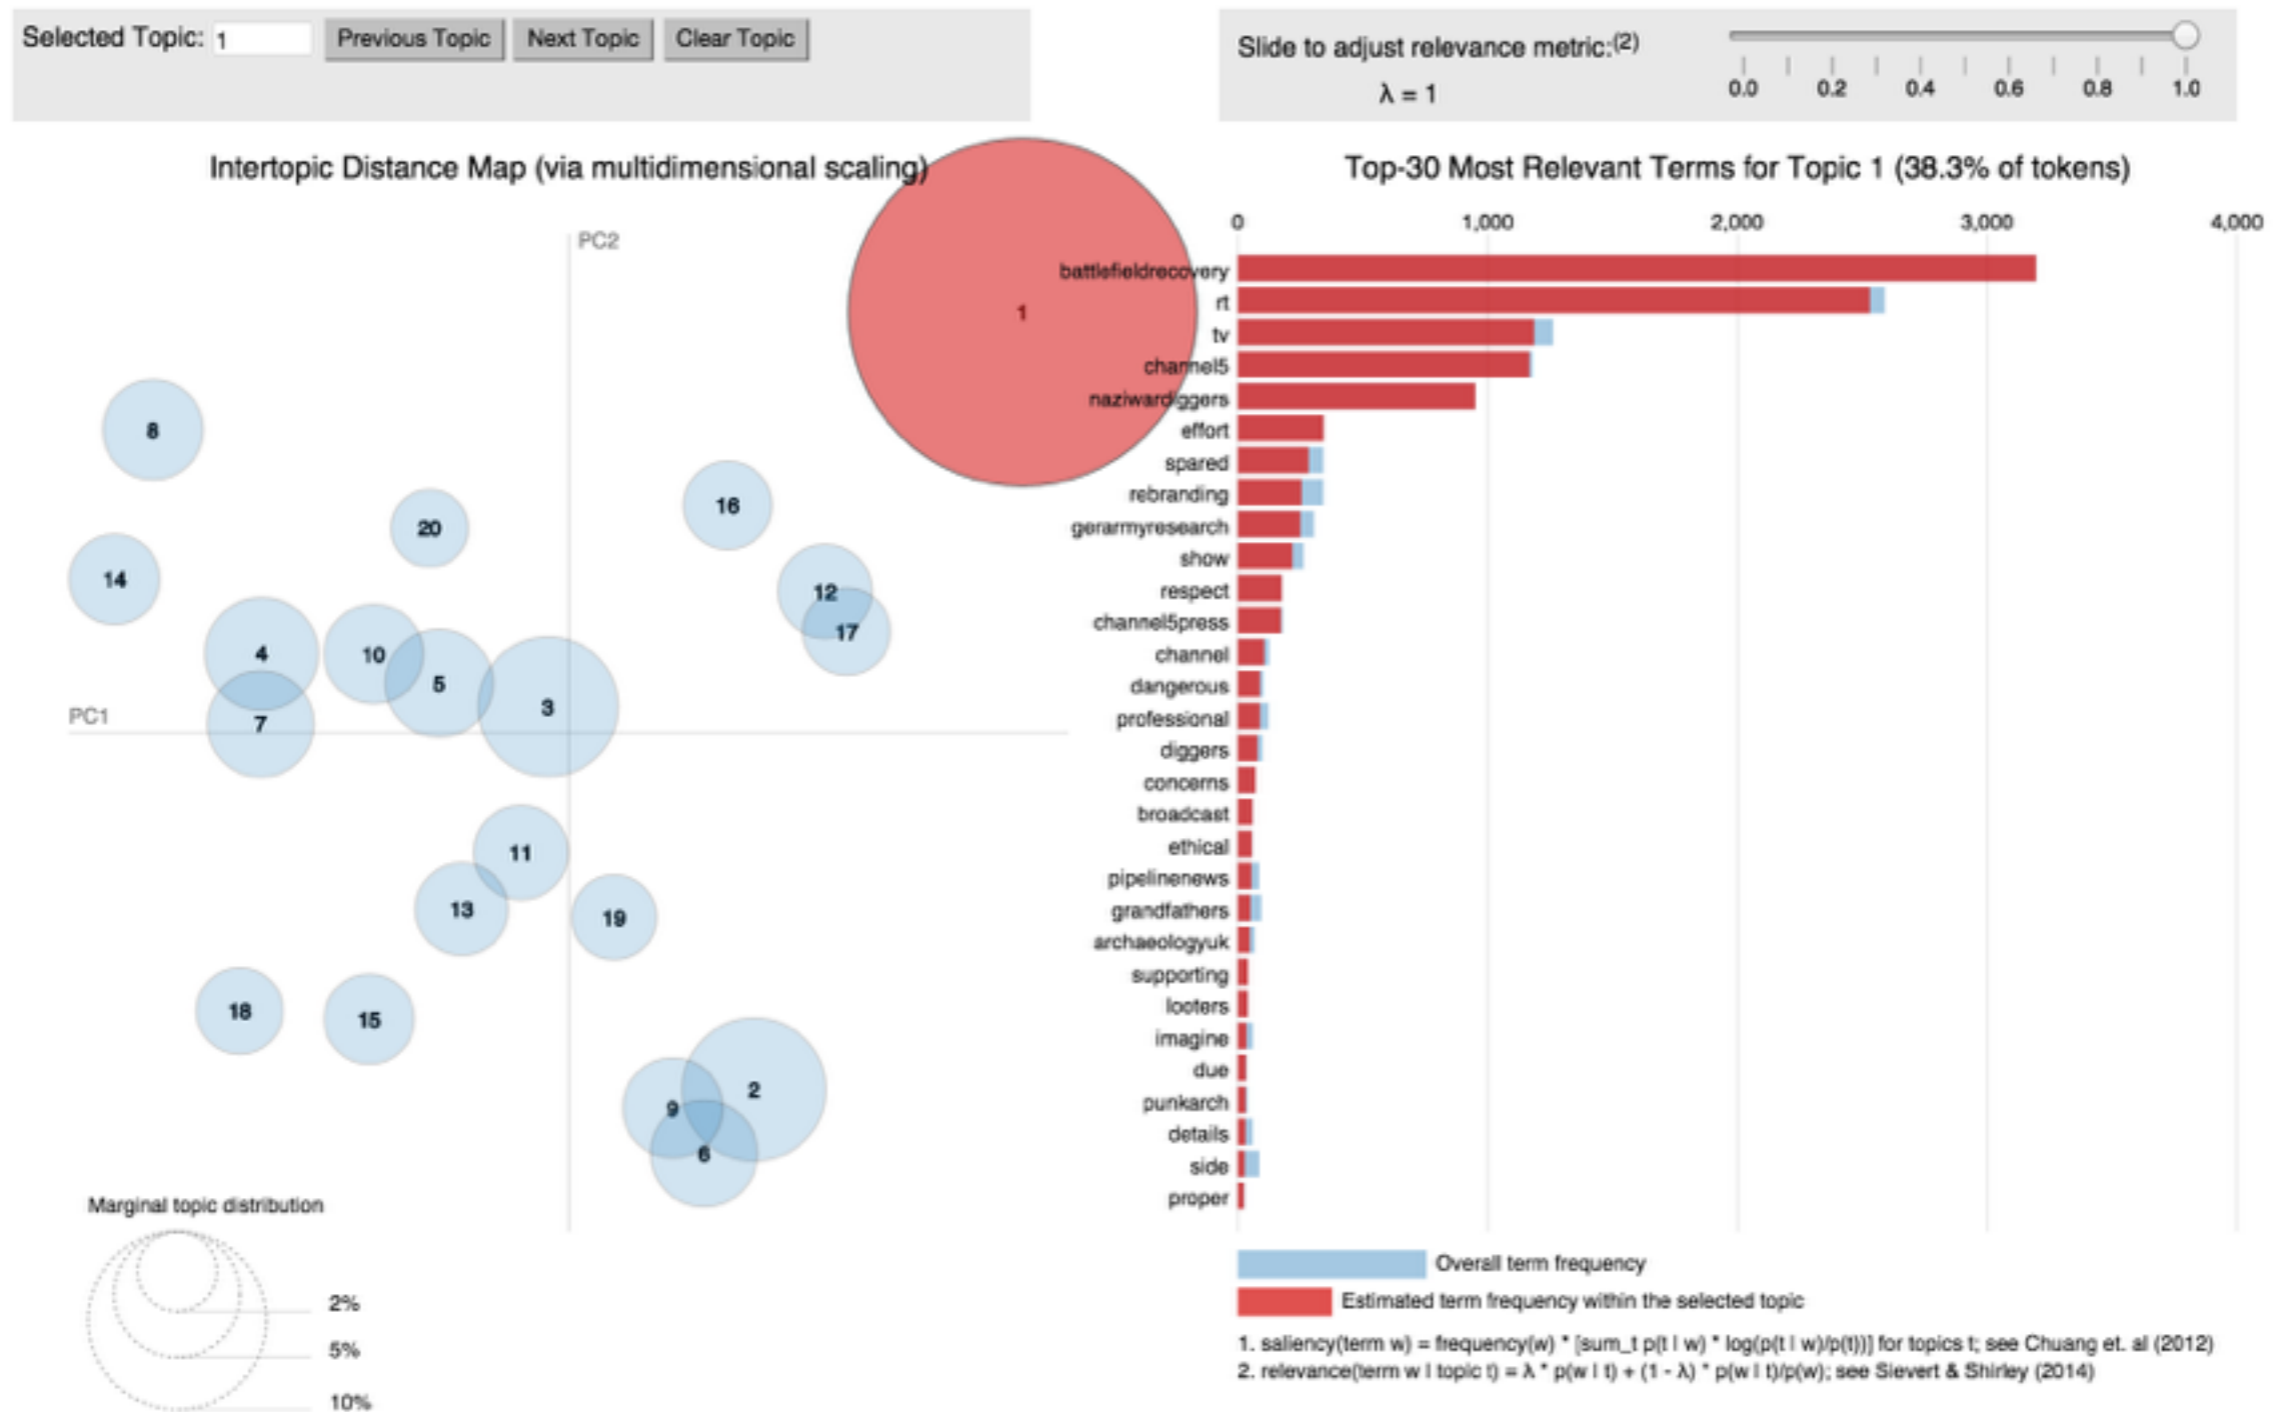 Selected Topic: 1 Previous Topic Next Topic Clear Topic
Slide to adjust relevance metric:(2)
λ = 1
0.0 0.2 0.4 0.6 0.8 1.0
Intertopic Distance Map (via multidimensional scaling)
PC2
PC1
1
8
20
16
14
12
17
4
10
5
3
7
11
13
19
18
15
2
9
6
Marginal topic distribution
2%
5%
10%
Top-30 Most Relevant Terms for Topic 1 (38.3% of tokens)
0 1,000 2,000 3,000 4,000
battlefieldrecovery
rt
tv
channel5
naziwardiggers
effort
spared
rebranding
gerarmyresearch
show
respect
channel5press
channel
dangerous
professional
diggers
concerns
broadcast
ethical
pipelinenews
grandfathers
archaeologyuk
supporting
looters
imagine
due
punkarch
details
side
proper
Overall term frequency
Estimated term frequency within the selected topic
1. saliency(term w) = frequency(w) * [sum_t p(t | w) * log(p(t | w)/p(t))] for topics t; see Chuang et. al (2012)
2. relevance(term w | topic t) = λ * p(w | t) + (1 - λ) * p(w | t)/p(w); see Sievert & Shirley (2014)